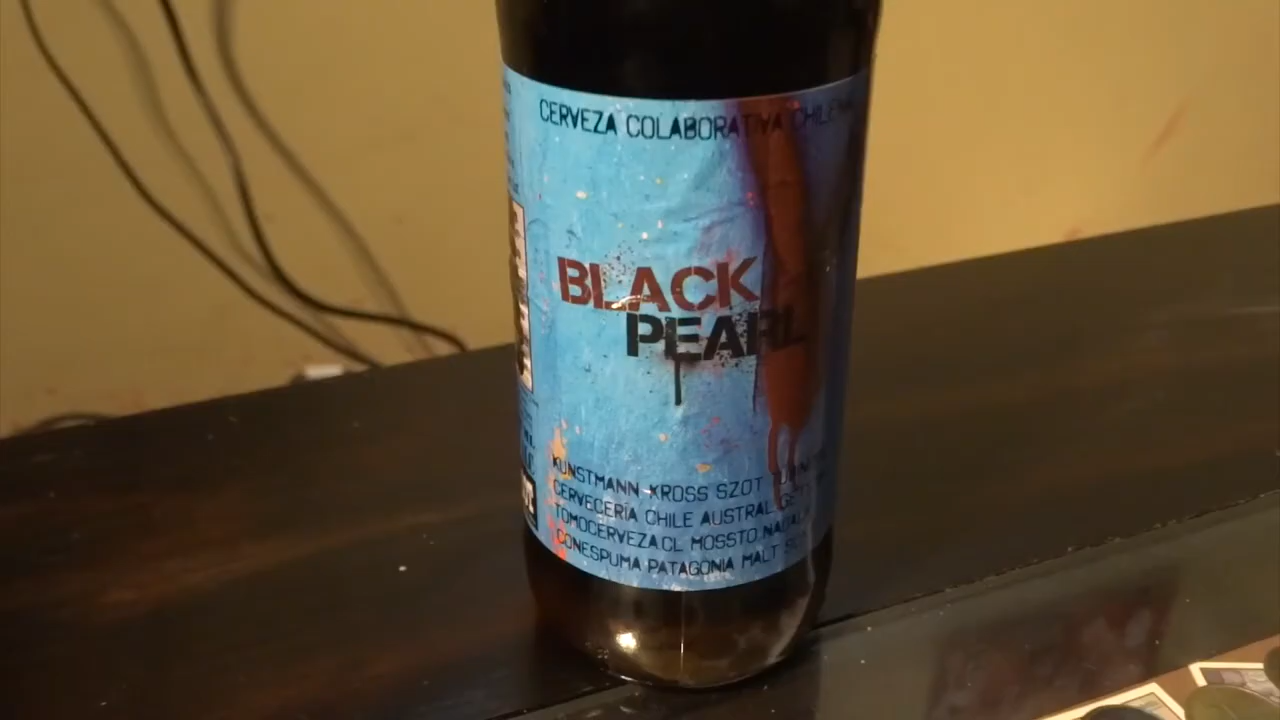 CERVEZA COLABORATIVA CHILENA
BLACK
PEARL
KUNSTMANN KROSS SZOT
CERVECERÍA CHILE AUSTRAL
TOMOCERVEZA.CL MOSSTO
CONESPUMA PATAGONIA MALT